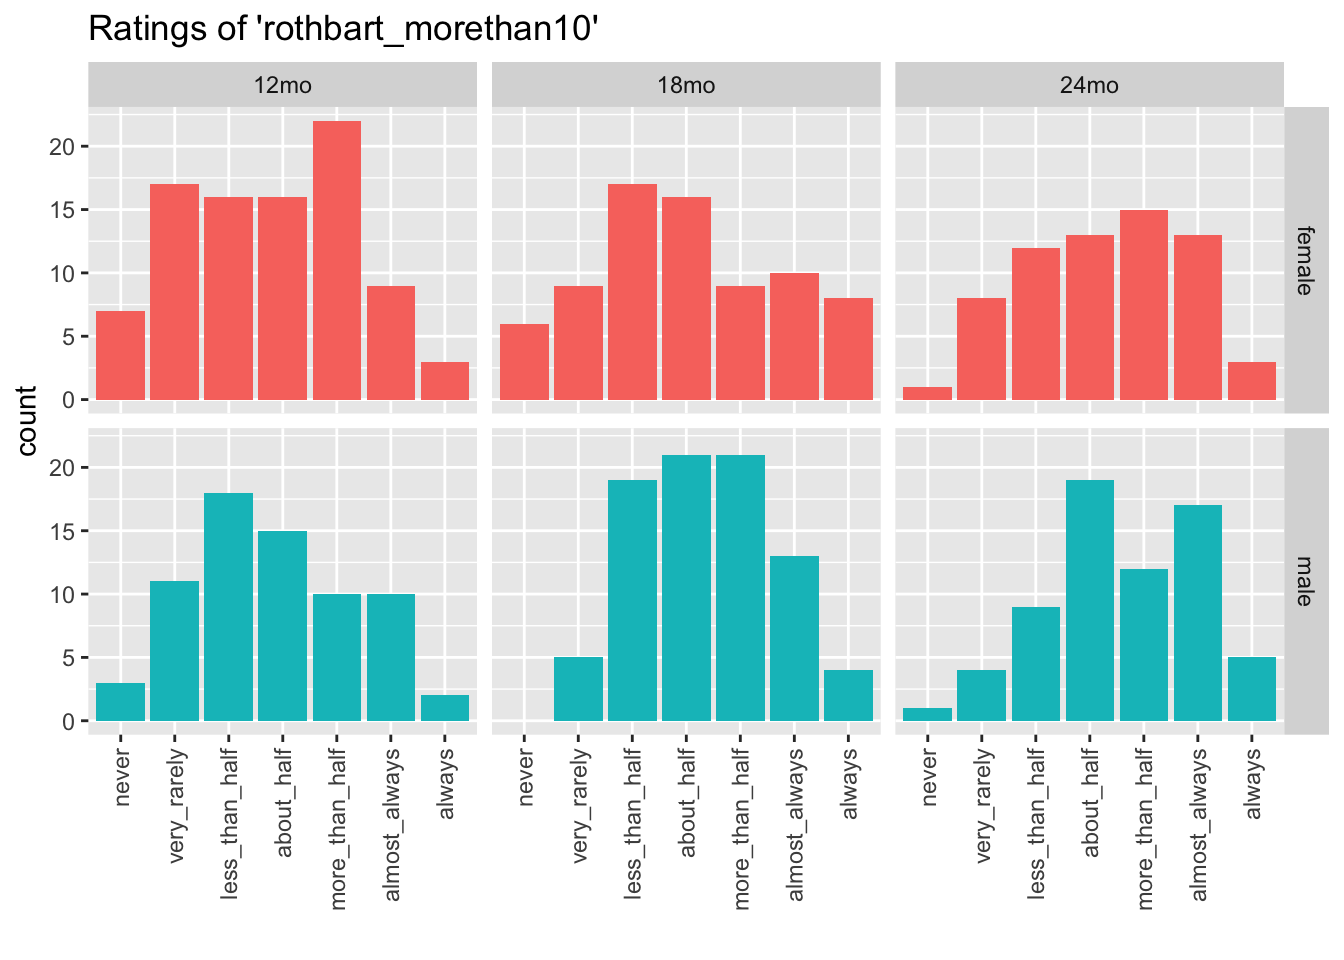 Ratings of 'rothbart_morethan10'
12mo 18mo 24mo
20
15
10
5
0
female
count
20
15
10
5
0
male
never very_rarely less_than_half about_half more_than_half almost_always always
never very_rarely less_than_half about_half more_than_half almost_always always
never very_rarely less_than_half about_half more_than_half almost_always always